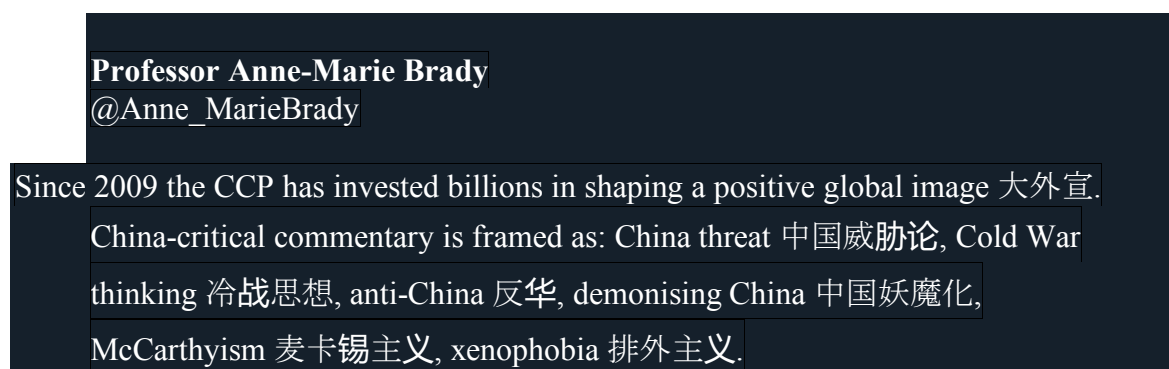 Professor Anne-Marie Brady
@Anne_MarieBrady
Since 2009 the CCP has invested billions in shaping a positive global image 大外宣.
China-critical commentary is framed as: China threat 中国威胁论, Cold War
thinking 冷战思想, anti-China 反华, demonising China 中国妖魔化,
McCarthyism 麦卡锡主义, xenophobia 排外主义.